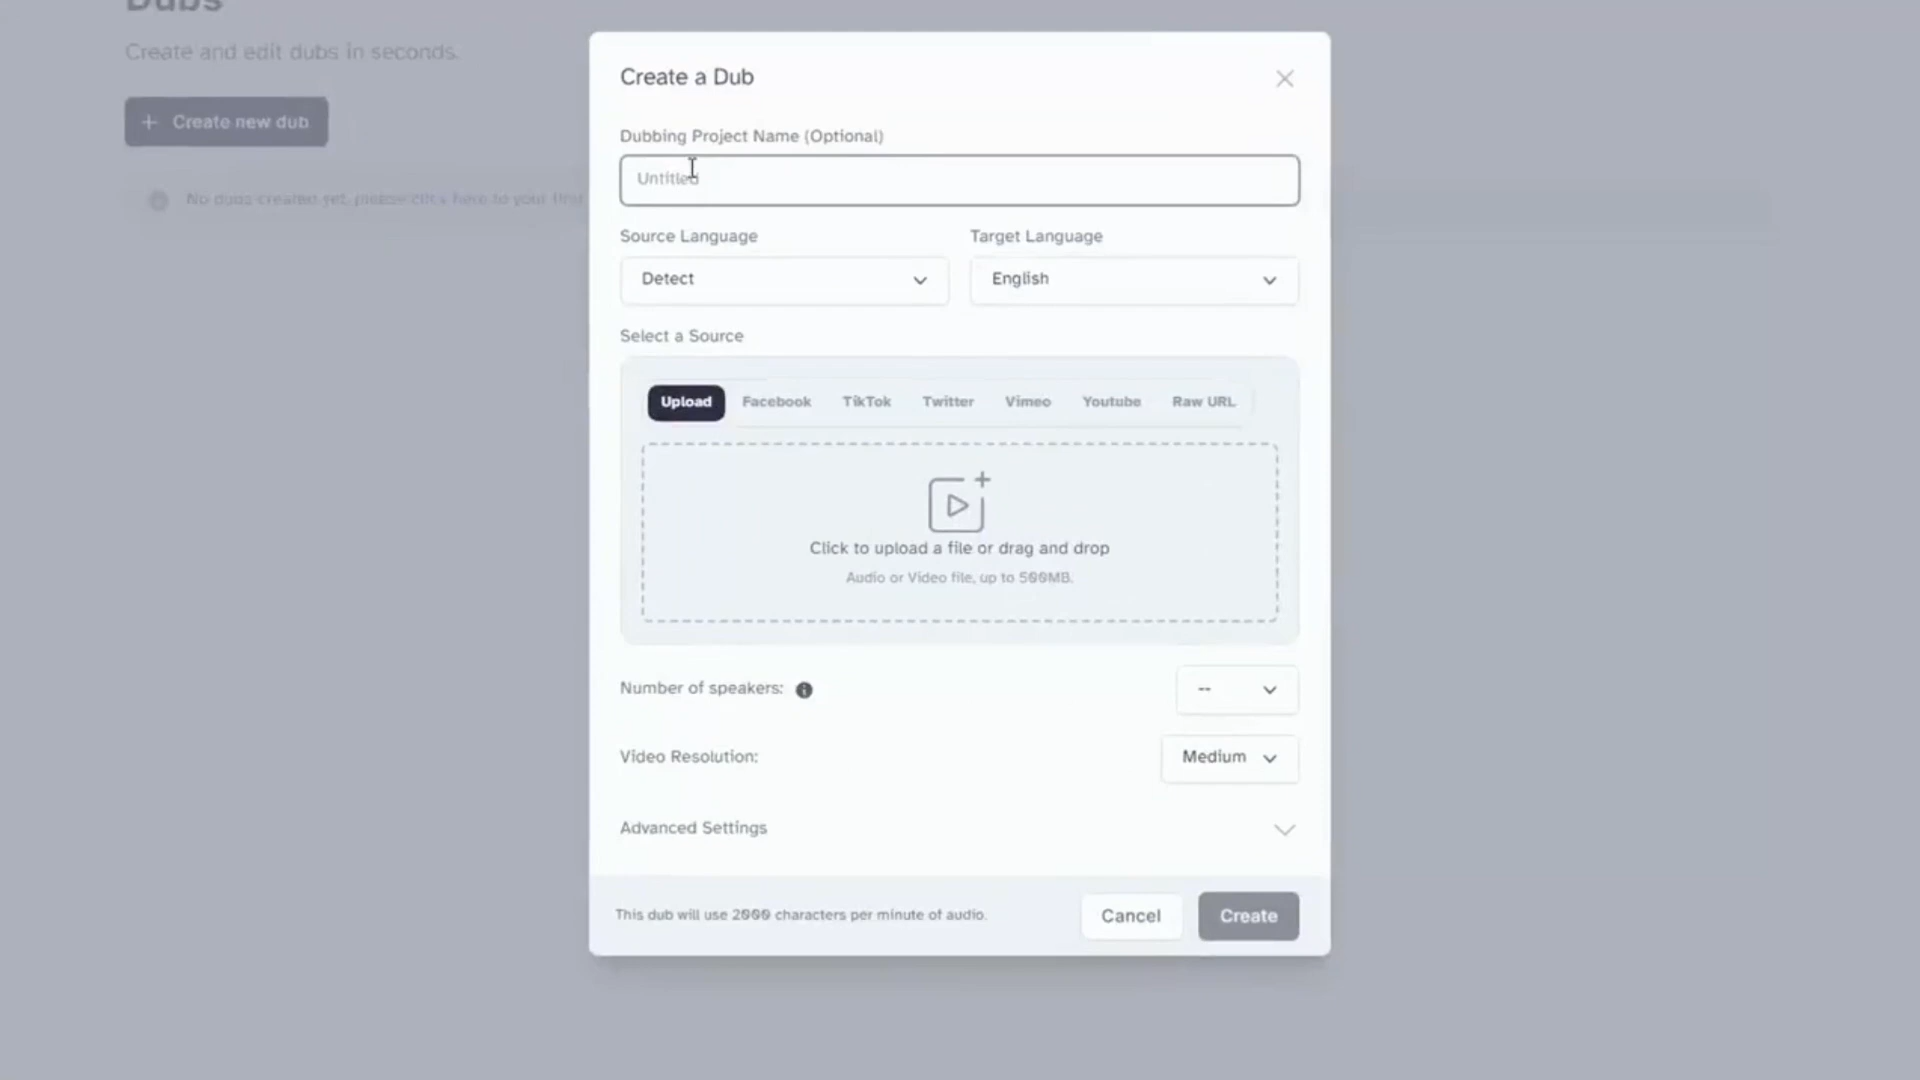 Dubs
Create and edit dubs in seconds.
+ Create new dub
No dubs created yet, please click here to your first
Create a Dub
Dubbing Project Name (Optional)
Untitled
Source Language
Target Language
Detect
English
Select a Source
Upload Facebook TikTok Twitter Vimeo Youtube Raw URL
Click to upload a file or drag and drop
Audio or Video file, up to 500MB.
Number of speakers:
--
Video Resolution:
Medium
Advanced Settings
This dub will use 2000 characters per minute of audio.
Cancel
Create